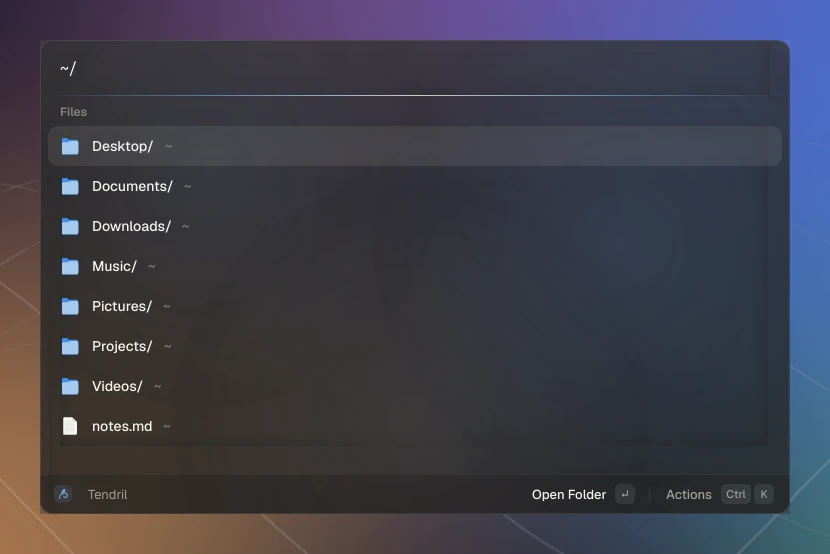 ~/
Files
Desktop/ ~
Documents/ ~
Downloads/ ~
Music/ ~
Pictures/ ~
Projects/ ~
Videos/ ~
notes.md ~
Tendril Open Folder ↵ Actions Ctrl K